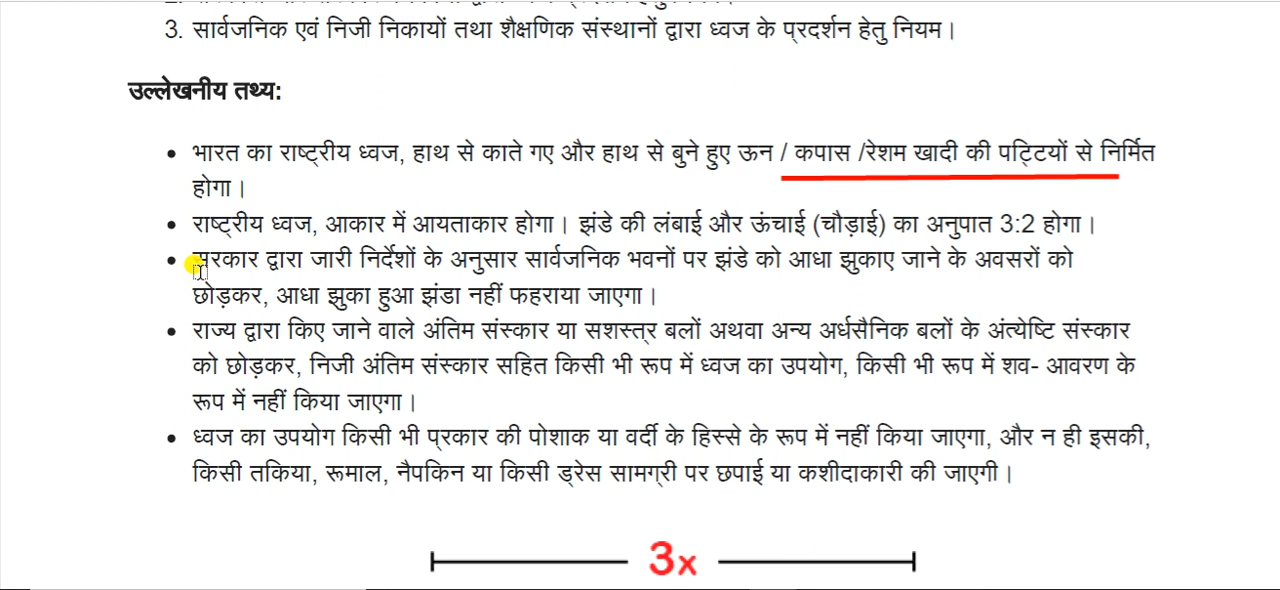 3. सार्वजनिक एवं निजी निकायों तथा शैक्षणिक संस्थानों द्वारा ध्वज के प्रदर्शन हेतु नियम।
उल्लेखनीय तथ्य:
• भारत का राष्ट्रीय ध्वज, हाथ से काते गए और हाथ से बुने हुए ऊन / कपास /रेशम खादी की पट्टियों से निर्मित
होगा।
• राष्ट्रीय ध्वज, आकार में आयताकार होगा। झंडे की लंबाई और ऊंचाई (चौड़ाई) का अनुपात 3:2 होगा।
• सरकार द्वारा जारी निर्देशों के अनुसार सार्वजनिक भवनों पर झंडे को आधा झुकाए जाने के अवसरों को
छोड़कर, आधा झुका हुआ झंडा नहीं फहराया जाएगा।
• राज्य द्वारा किए जाने वाले अंतिम संस्कार या सशस्त्र बलों अथवा अन्य अर्धसैनिक बलों के अंत्येष्टि संस्कार
को छोड़कर, निजी अंतिम संस्कार सहित किसी भी रूप में ध्वज का उपयोग, किसी भी रूप में शव- आवरण के
रूप में नहीं किया जाएगा।
• ध्वज का उपयोग किसी भी प्रकार की पोशाक या वर्दी के हिस्से के रूप में नहीं किया जाएगा, और न ही इसकी,
किसी तकिया, रूमाल, नैपकिन या किसी ड्रेस सामग्री पर छपाई या कशीदाकारी की जाएगी।
3x